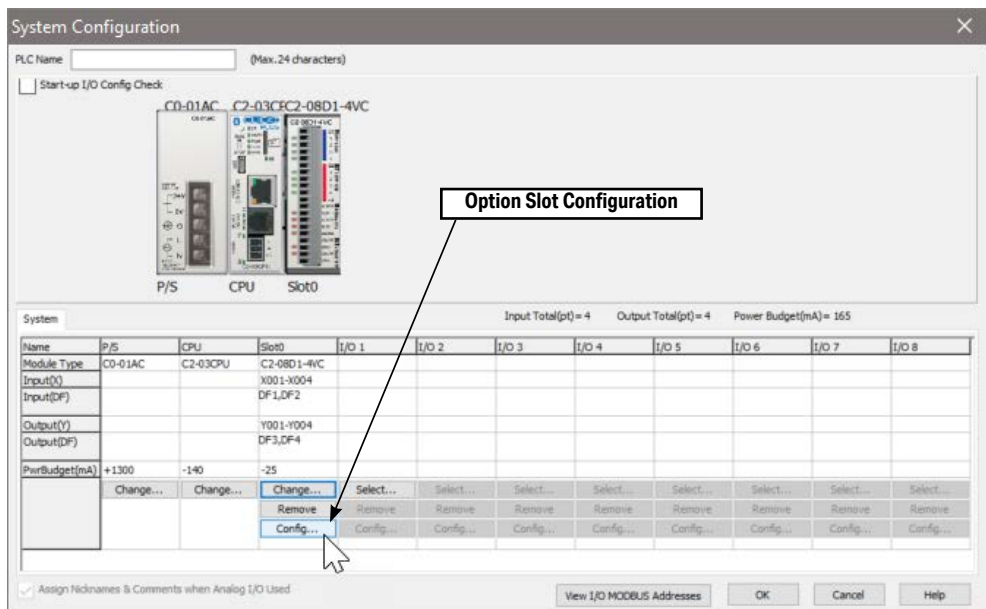 System Configuration
PLC Name
(Max.24 characters)
Start-up I/O Config Check
C0-01AC C2-03CPC2-08D1-4VC
C0-01AC
C2-08D1-4VC
Option Slot Configuration
P/S CPU Slot0
System
Input Total(pt)= 4 Output Total(pt)= 4 Power Budget(mA)= 165
Name P/S CPU Slot0 I/O 1 I/O 2 I/O 3 I/O 4 I/O 5 I/O 6 I/O 7 I/O 8
Module Type C0-01AC C2-03CPU C2-08D1-4VC
Input(X) X001-X004
Input(DF) DF1,DF2
Output(Y) Y001-Y004
Output(DF) DF3,DF4
PwrBudget(mA) +1300 -140 -25
Change... Change... Change... Select... Select... Select... Select... Select... Select... Select... Select...
Remove Remove Remove Remove Remove Remove Remove Remove Remove
Config... Config... Config... Config... Config... Config... Config... Config... Config...
Assign Nicknames & Comments when Analog I/O Used
View I/O MODBUS Addresses OK Cancel Help